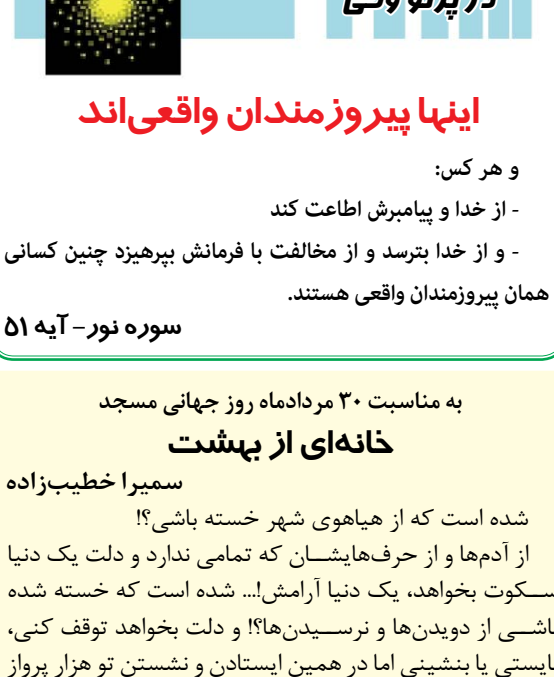 در پرتو وحی
اینها پیروزمندان واقعی‌اند
و هر کس:
- از خدا و پیامبرش اطاعت کند
- و از خدا بترسد و از مخالفت با فرمانش بپرهیزد چنین کسانی
همان پیروزمندان واقعی هستند.
سوره نور- آیه ۵۱
به مناسبت ۳۰ مردادماه روز جهانی مسجد
خانه‌ای از بهشت
سمیرا خطیب‌زاده
شده است که از هیاهوی شهر خسته باشی؟!
از آدم‌ها و از حرف‌هایشان که تمامی ندارد و دلت یک دنیا
سکوت بخواهد، یک دنیا آرامش!... شده است که خسته شده
باشی از دویدن‌ها و نرسیدن‌ها؟! و دلت بخواهد توقف کنی،
بایستی یا بنشینی اما در همین ایستادن و نشستن تو هزار پرواز